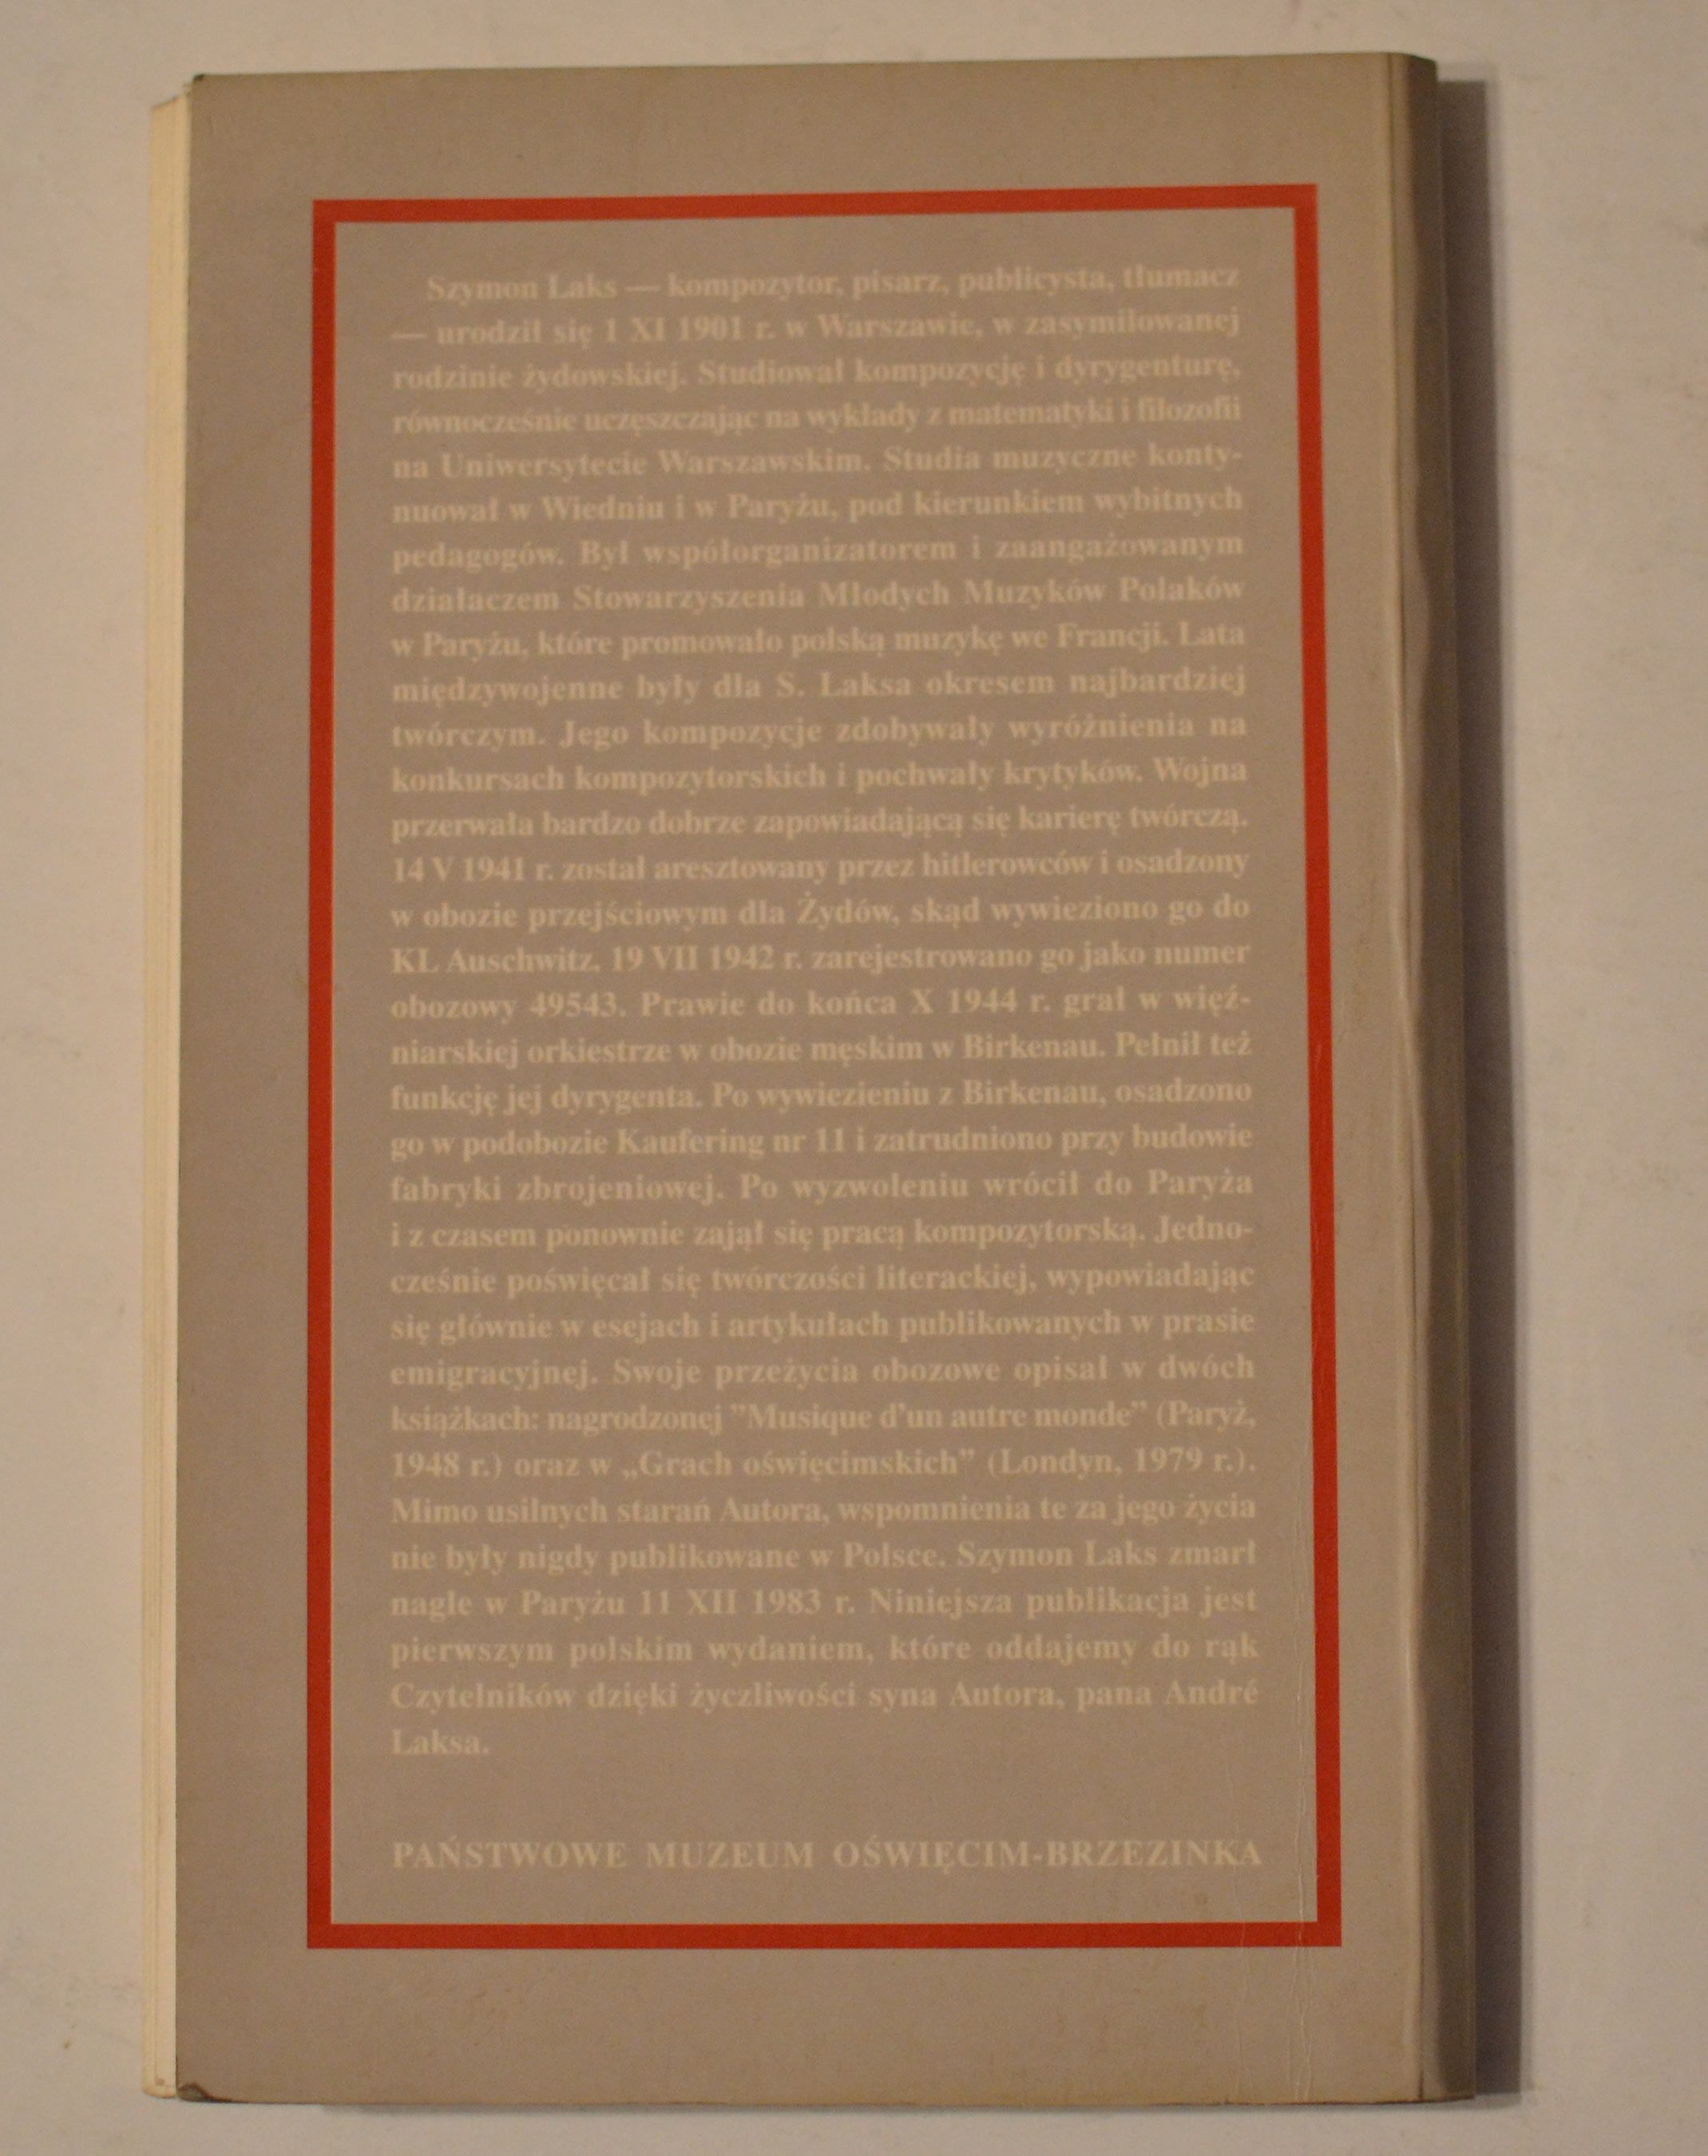 Szymon Laks — kompozytor, pisarz, publicysta, tłumacz
— urodził się 1 XI 1901 r. w Warszawie, w zasymilowanej
rodzinie żydowskiej. Studiował kompozycję i dyrygenturę,
równocześnie uczęszczając na wykłady z matematyki i filozofii
na Uniwersytecie Warszawskim. Studia muzyczne konty-
nuował w Wiedniu i w Paryżu, pod kierunkiem wybitnych
pedagogów. Był współorganizatorem i zaangażowanym
działaczem Stowarzyszenia Młodych Muzyków Polaków
w Paryżu, które promowało polską muzykę we Francji. Lata
międzywojenne były dla S. Laksa okresem najbardziej
twórczym. Jego kompozycje zdobywały wyróżnienia na
konkursach kompozytorskich i pochwały krytyków. Wojna
przerwała bardzo dobrze zapowiadającą się karierę twórczą.
14 V 1941 r. został aresztowany przez hitlerowców i osadzony
w obozie przejściowym dla Żydów, skąd wywieziono go do
KL Auschwitz. 19 VII 1942 r. zarejestrowano go jako numer
obozowy 49543. Prawie do końca X 1944 r. grał w więź-
niarskiej orkiestrze w obozie męskim w Birkenau. Pełnił też
funkcję jej dyrygenta. Po wywiezieniu z Birkenau, osadzono
go w podobozie Kaufering nr 11 i zatrudniono przy budowie
fabryki zbrojeniowej. Po wyzwoleniu wrócił do Paryża
i z czasem ponownie zajął się pracą kompozytorską. Jedno-
cześnie poświęcał się twórczości literackiej, wypowiadając
się głównie w esejach i artykułach publikowanych w prasie
emigracyjnej. Swoje przeżycia obozowe opisał w dwóch
książkach: nagrodzonej ”Musique d'un autre monde” (Paryż,
1948 r.) oraz w „Grach oświęcimskich” (Londyn, 1979 r.).
Mimo usilnych starań Autora, wspomnienia te za jego życia
nie były nigdy publikowane w Polsce. Szymon Laks zmarł
nagle w Paryżu 11 XII 1983 r. Niniejsza publikacja jest
pierwszym polskim wydaniem, które oddajemy do rąk
Czytelników dzięki życzliwości syna Autora, pana André
Laksa.
PAŃSTWOWE MUZEUM OŚWIĘCIM-BRZEZINKA